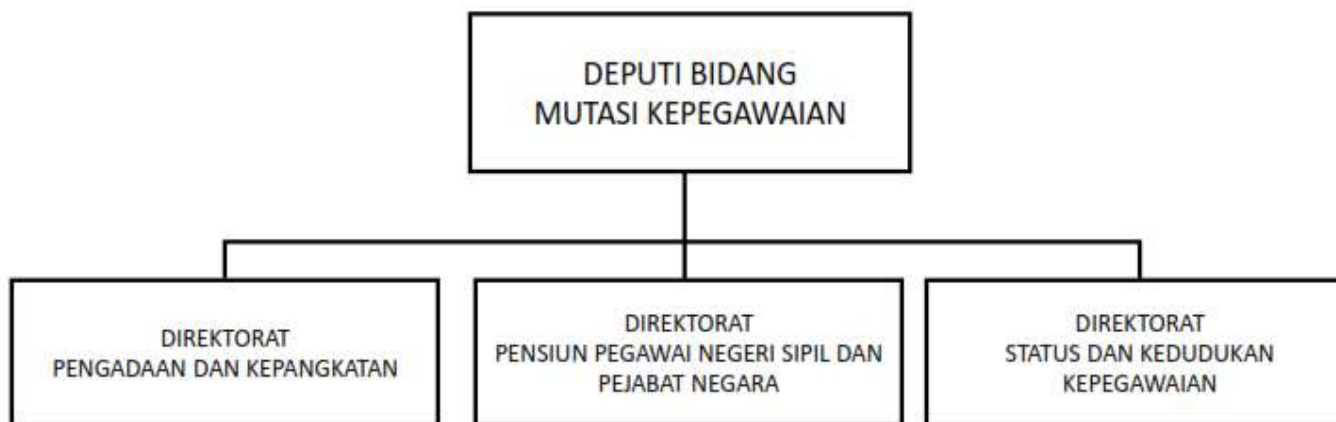 DEPUTI BIDANG
MUTASI KEPEGAWAIAN
DIREKTORAT
PENGADAAN DAN KEPANGKATAN
DIREKTORAT
PENSIUN PEGAWAI NEGERI SIPIL DAN
PEJABAT NEGARA
DIREKTORAT
STATUS DAN KEDUDUKAN
KEPEGAWAIAN